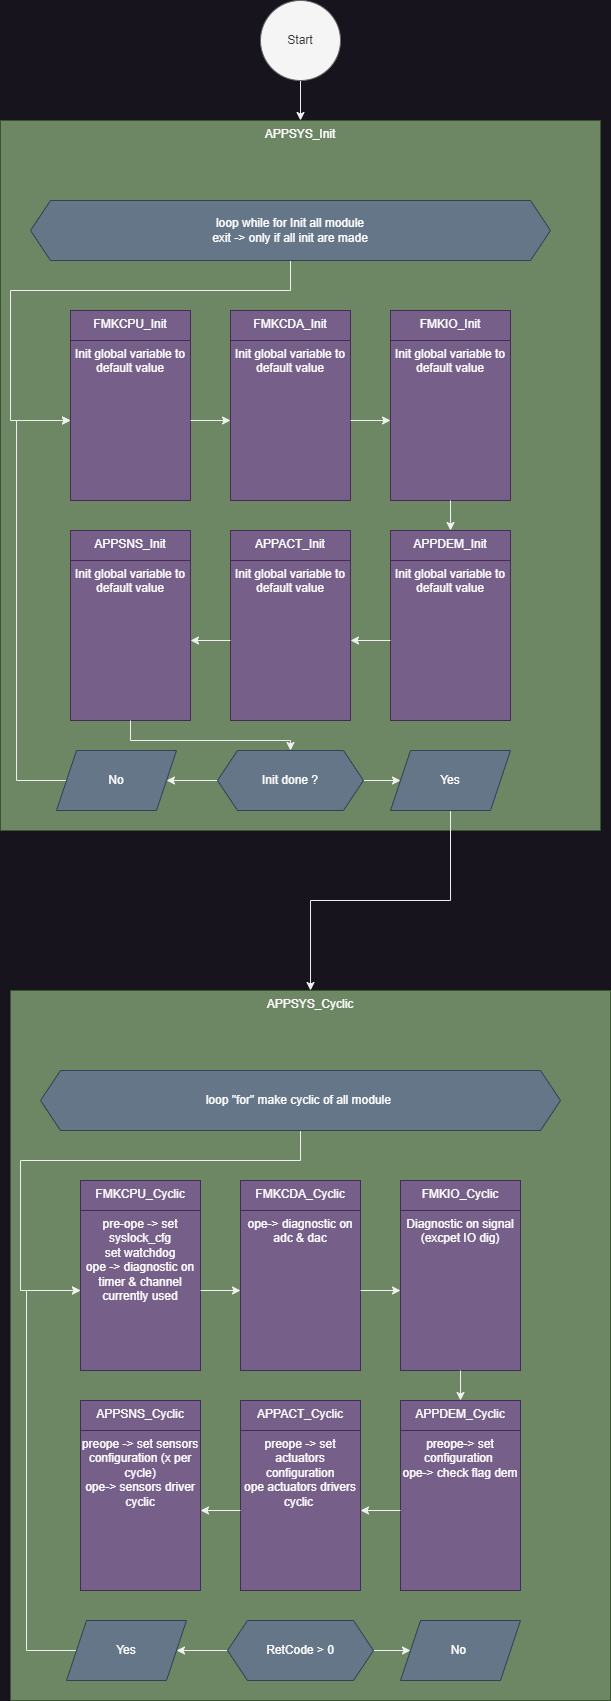 Start
APPSYS_Init
loop while for Init all module
exit -> only if all init are made
FMKCPU_Init
Init global variable to
default value
FMKCDA_Init
Init global variable to
default value
FMKIO_Init
Init global variable to
default value
APPSNS_Init
Init global variable to
default value
APPACT_Init
Init global variable to
default value
APPDEM_Init
Init global variable to
default value
No
Init done ?
Yes
APPSYS_Cyclic
loop "for" make cyclic of all module
FMKCPU_Cyclic
pre-ope -> set
syslock_cfg
set watchdog
ope -> diagnostic on
timer & channel
currently used
FMKCDA_Cyclic
ope-> diagnostic on
adc & dac
FMKIO_Cyclic
Diagnostic on signal
(excpet IO dig)
APPSNS_Cyclic
preope -> set sensors
configuration (x per
cycle)
ope-> sensors driver
cyclic
APPACT_Cyclic
preope -> set
actuators
configuration
ope actuators drivers
cyclic
APPDEM_Cyclic
preope-> set
configuration
ope-> check flag dem
Yes
RetCode > 0
No